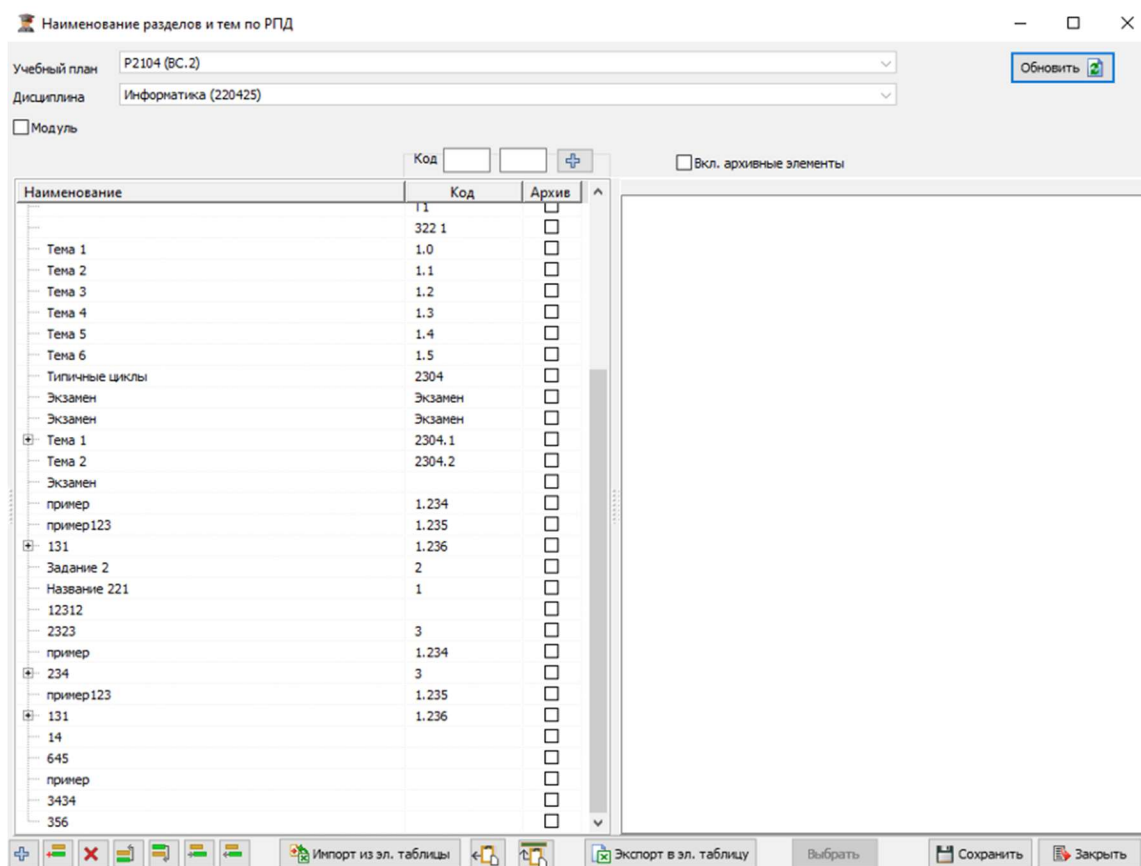 Наименование разделов и тем по РПД
Учебный план Р2104 (ВС.2)
Обновить
Дисциплина Информатика (220425)
Модуль
Код
Вкл. архивные элементы
Наименование Код Архив
322 1
Тема 1 1.0
Тема 2 1.1
Тема 3 1.2
Тема 4 1.3
Тема 5 1.4
Тема 6 1.5
Типичные циклы 2304
Экзамен Экзамен
Экзамен Экзамен
Тема 1 2304.1
Тема 2 2304.2
Экзамен
пример 1.234
пример123 1.235
131 1.236
Задание 2 2
Название 221 1
12312
2323 3
пример 1.234
234 3
пример123 1.235
131 1.236
14
645
пример
3434
356
Импорт из эл. таблицы Экспорт в эл. таблицу Выбрать Сохранить Закрыть